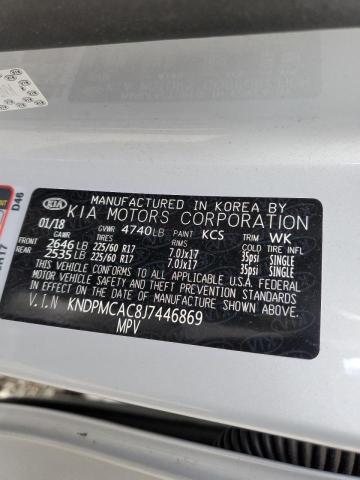 MANUFACTURED IN KOREA BY
KIA KIA MOTORS CORPORATION
01/18 GVWR 4740LB PAINT KCS TRIM WK
GAWR TIRES RIMS COLD TIRE INFL
FRONT 2646 LB 225/60 R17 7.0Jx17 35psi SINGLE
REAR 2535 LB 225/60 R17 7.0Jx17 35psi SINGLE
THIS VEHICLE CONFORMS TO ALL APPLICABLE U.S.A. FEDERAL
MOTOR VEHICLE SAFETY, BUMPER, AND THEFT PREVENTION
STANDARDS IN EFFECT ON THE DATE OF MANUFACTURE SHOWN ABOVE.
V.I.N KNDPMCAC8J7446869
MPV
D46
R17